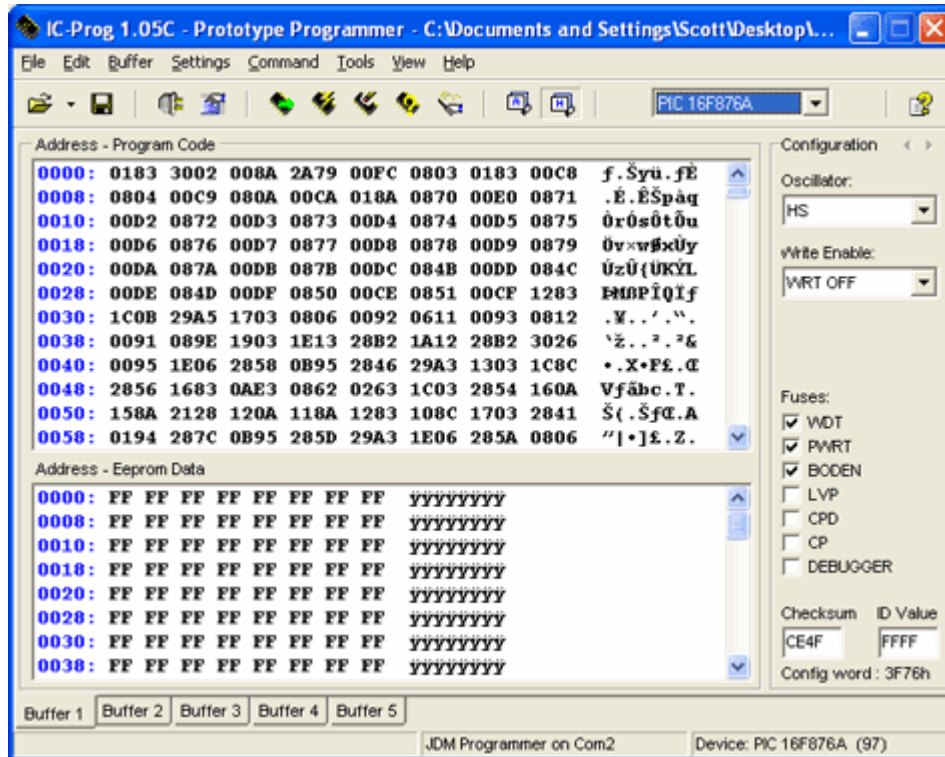 IC-Prog 1.05C - Prototype Programmer - C:\Documents and Settings\Scott\Desktop\...
File Edit Buffer Settings Command Tools View Help
PIC 16F876A
Address - Program Code
0000: 0183 3002 008A 2A79 00FC 0803 0183 00C8 ƒ.Šyü.ƒÈ
0008: 0804 00C9 080A 00CA 018A 0870 00E0 0871 .É.ÊŠpàq
0010: 00D2 0872 00D3 0873 00D4 0874 00D5 0875 ÒrÓsÔtÕu
0018: 00D6 0876 00D7 0877 00D8 0878 00D9 0879 Öv×wØxÙy
0020: 00DA 087A 00DB 087B 00DC 084B 00DD 084C ÚzÛ{ÜKÝL
0028: 00DE 084D 00DF 0850 00CE 0851 00CF 1283 ÞMßPÎQÏƒ
0030: 1C0B 29A5 1703 0806 0092 0611 0093 0812 .¥..’.“.
0038: 0091 089E 1903 1E13 28B2 1A12 28B2 3026 ‘ž..².²&
0040: 0095 1E06 2858 0B95 2846 29A3 1303 1C8C •.X•F£.Œ
0048: 2856 1683 0AE3 0862 0263 1C03 2854 160A Vƒãbc.T.
0050: 158A 2128 120A 118A 1283 108C 1703 2841 Š(.ŠƒŒ.A
0058: 0194 287C 0B95 285D 29A3 1E06 285A 0806 ”|•]£.Z.
Address - Eeprom Data
0000: FF FF FF FF FF FF FF FF ÿÿÿÿÿÿÿÿ
0008: FF FF FF FF FF FF FF FF ÿÿÿÿÿÿÿÿ
0010: FF FF FF FF FF FF FF FF ÿÿÿÿÿÿÿÿ
0018: FF FF FF FF FF FF FF FF ÿÿÿÿÿÿÿÿ
0020: FF FF FF FF FF FF FF FF ÿÿÿÿÿÿÿÿ
0028: FF FF FF FF FF FF FF FF ÿÿÿÿÿÿÿÿ
0030: FF FF FF FF FF FF FF FF ÿÿÿÿÿÿÿÿ
0038: FF FF FF FF FF FF FF FF ÿÿÿÿÿÿÿÿ
Configuration
Oscillator:
HS
Write Enable:
WRT OFF
Fuses:
WDT
PWRT
BODEN
LVP
CPD
CP
DEBUGGER
Checksum ID Value
CE4F FFFF
Config word : 3F76h
Buffer 1 Buffer 2 Buffer 3 Buffer 4 Buffer 5
JDM Programmer on Com2 Device: PIC 16F876A (97)